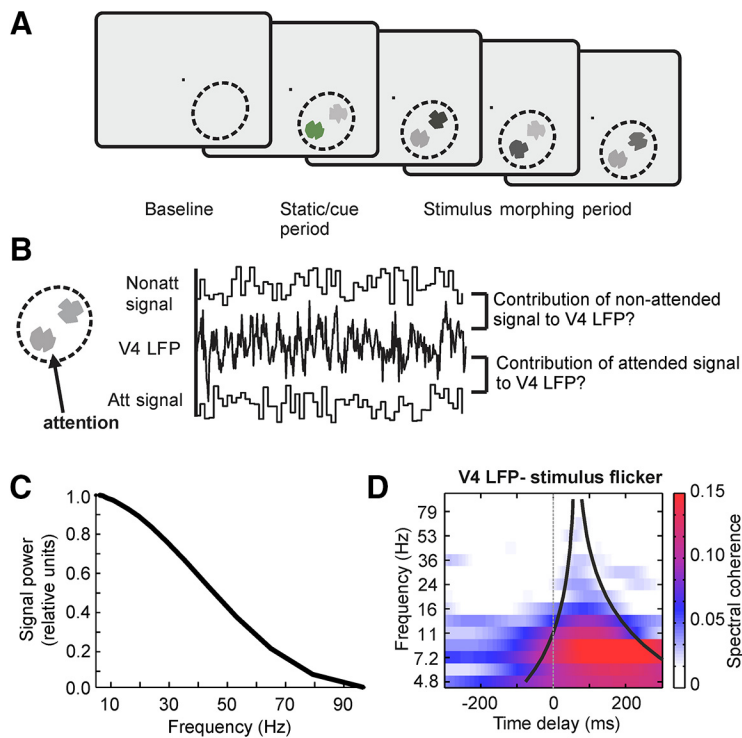 A
Baseline
Static/cue
period
Stimulus morphing period
B
Nonatt
signal
V4 LFP
Att signal
attention
Contribution of non-attended
signal to V4 LFP?
Contribution of attended signal
to V4 LFP?
C
Signal power
(relative units)
1.0
0.8
0.6
0.4
0.2
0.0
10 30 50 70 90
Frequency (Hz)
D
V4 LFP- stimulus flicker
Frequency (Hz)
79
53
36
24
16
11
7.2
4.8
-200 0 200
Time delay (ms)
0.15
0.10
0.05
0
Spectral coherence